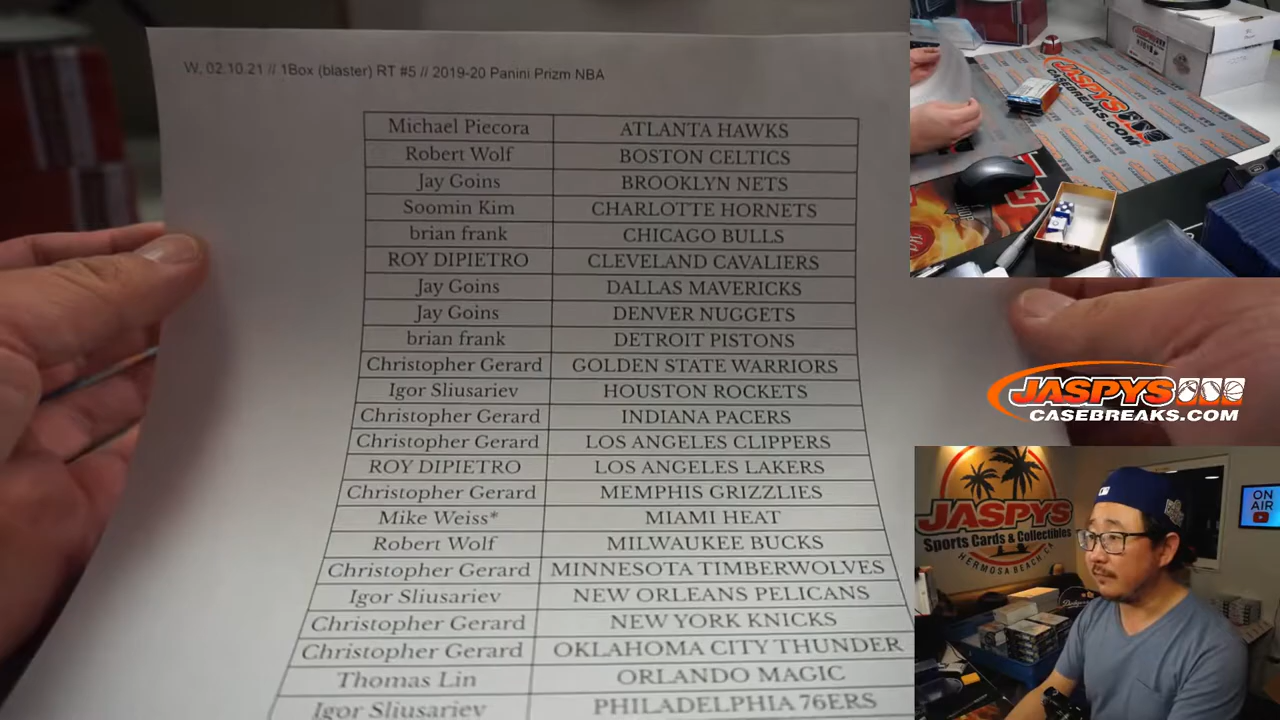 W, 02.10.21 // 1Box (blaster) RT #5 // 2019-20 Panini Prizm NBA
Michael Piecora ATLANTA HAWKS
Robert Wolf BOSTON CELTICS
Jay Goins BROOKLYN NETS
Soomin Kim CHARLOTTE HORNETS
brian frank CHICAGO BULLS
ROY DIPIETRO CLEVELAND CAVALIERS
Jay Goins DALLAS MAVERICKS
Jay Goins DENVER NUGGETS
brian frank DETROIT PISTONS
Christopher Gerard GOLDEN STATE WARRIORS
Igor Sliusariev HOUSTON ROCKETS
Christopher Gerard INDIANA PACERS
Christopher Gerard LOS ANGELES CLIPPERS
ROY DIPIETRO LOS ANGELES LAKERS
Christopher Gerard MEMPHIS GRIZZLIES
Mike Weiss* MIAMI HEAT
Robert Wolf MILWAUKEE BUCKS
Christopher Gerard MINNESOTA TIMBERWOLVES
Igor Sliusariev NEW ORLEANS PELICANS
Christopher Gerard NEW YORK KNICKS
Christopher Gerard OKLAHOMA CITY THUNDER
Thomas Lin ORLANDO MAGIC
Igor Sliusariev PHILADELPHIA 76ERS
JASPYS
CASEBREAKS.COM
JASPYS
CASEBREAKS.COM
JASPYS
Sports Cards & Collectibles
HERMOSA BEACH, CA
ON
AIR